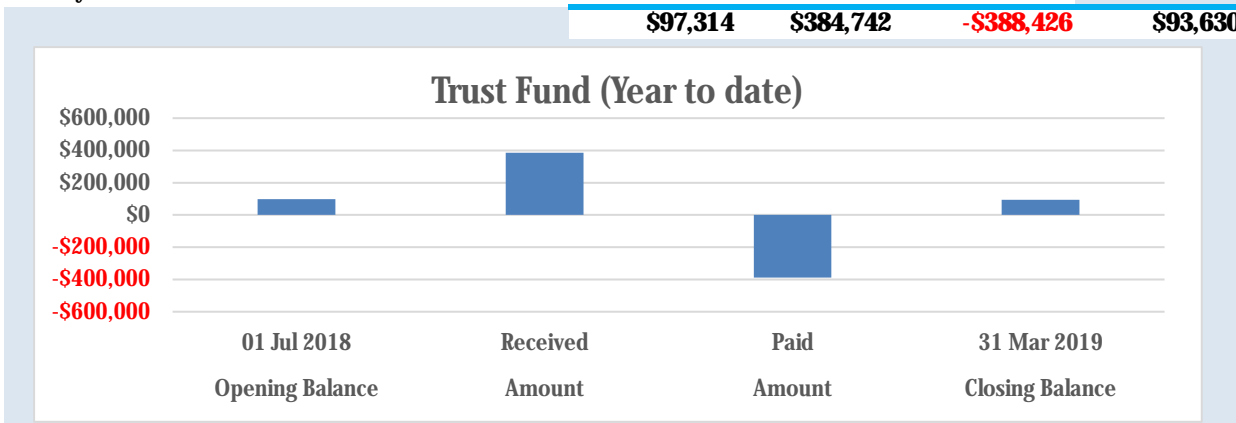 $97,314 $384,742 -$388,426 $93,630
Trust Fund (Year to date)
$600,000
$400,000
$200,000
$0
-$200,000
-$400,000
-$600,000
01 Jul 2018 Received Paid 31 Mar 2019
Opening Balance Amount Amount Closing Balance